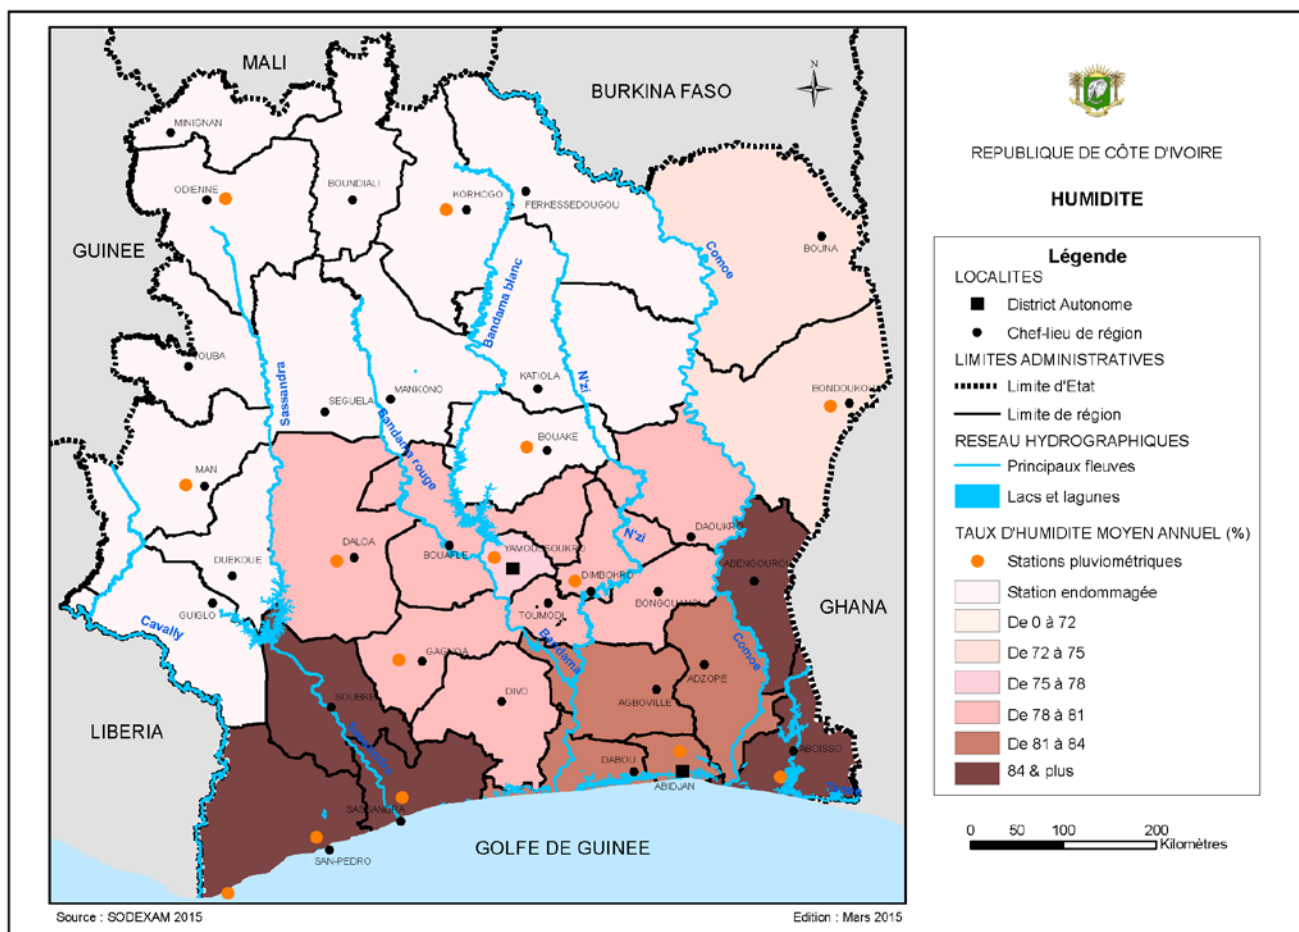 MALI
BURKINA FASO
N
MINIGNAN
ODIENNE
BOUNDIALI
KORHOGO
FERKESSEDOUGOU
GUINEE
BOUNA
Comoe
Bandama blanc
TOUBA
Sassandra
MANKONO
SEGUELA
KATIOLA
N'zi
BONDOUKOU
Bandama rouge
BOUAKE
MAN
DAOUKRO
N'zi
DALOA
BOUAFLE
YAMOUSSOUKRO
DUEKOUE
DIMBOKRO
ABENGOUROU
BONGOUANOU
GUIGLO
TOUMODI
GHANA
Cavally
Bandama
Comoe
GAGNOA
ADZOPE
SOUBRE
DIVO
AGBOVILLE
LIBERIA
Sassandra
ABOISSO
DABOU
ABIDJAN
SASSANDRA
GOLFE DE GUINEE
SAN-PEDRO
Source : SODEXAM 2015
Edition : Mars 2015
REPUBLIQUE DE CÔTE D'IVOIRE
HUMIDITE
Légende
LOCALITES
District Autonome
Chef-lieu de région
LIMITES ADMINISTRATIVES
Limite d'Etat
Limite de région
RESEAU HYDROGRAPHIQUES
Principaux fleuves
Lacs et lagunes
TAUX D'HUMIDITE MOYEN ANNUEL (%)
Stations pluviométriques
Station endommagée
De 0 à 72
De 72 à 75
De 75 à 78
De 78 à 81
De 81 à 84
84 & plus
0 50 100 200
Kilomètres